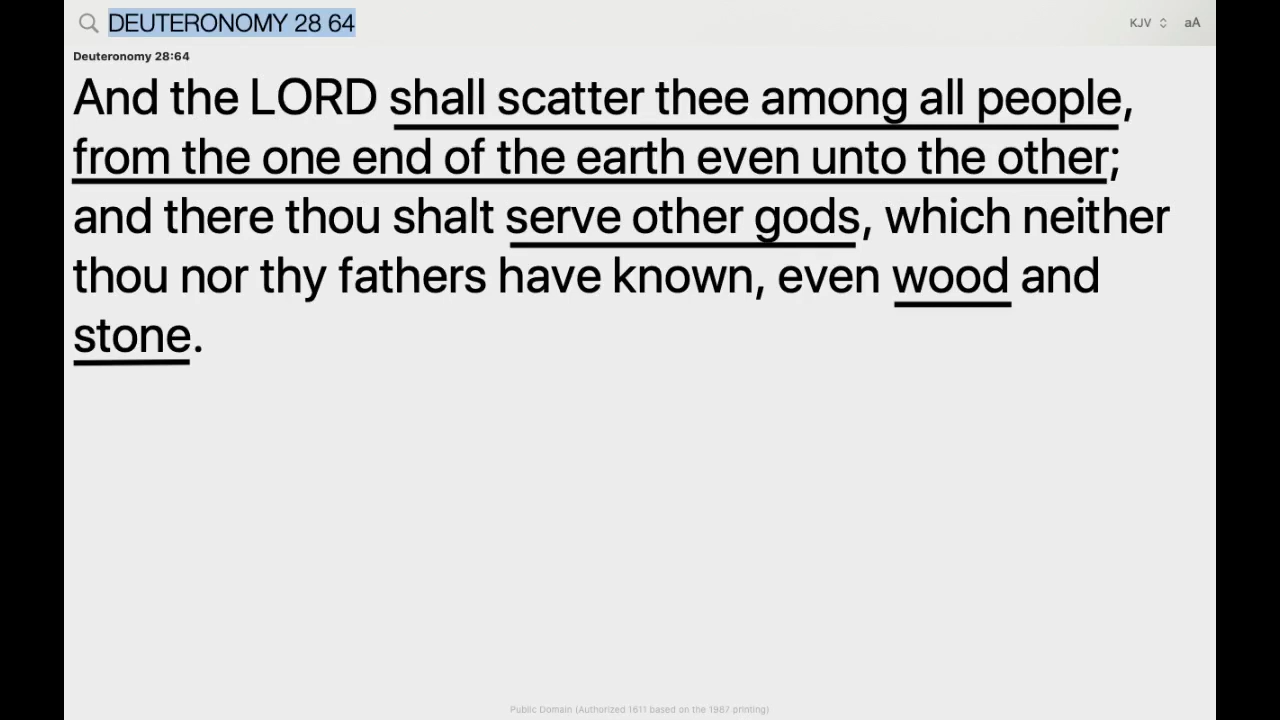 DEUTERONOMY 28 64
KJV
aA
Deuteronomy 28:64
And the LORD shall scatter thee among all people,
from the one end of the earth even unto the other;
and there thou shalt serve other gods, which neither
thou nor thy fathers have known, even wood and
stone.
Public Domain (Authorized 1611 based on the 1987 printing)